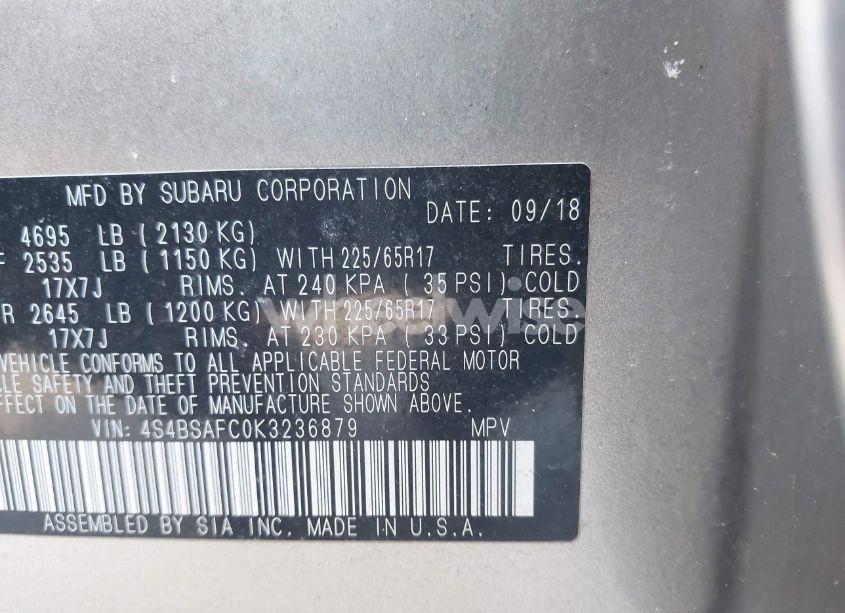 MFD BY SUBARU CORPORATION
DATE: 09/18
4695 LB ( 2130 KG)
F 2535 LB ( 1150 KG) WITH 225/65R17 TIRES.
17X7J RIMS. AT 240 KPA ( 35 PSI) COLD
R 2645 LB ( 1200 KG) WITH 225/65R17 TIRES
17X7J RIMS. AT 230 KPA ( 33 PSI) COLD
VEHICLE CONFORMS TO ALL APPLICABLE FEDERAL MOTOR
CLE SAFETY AND THEFT PREVENTION STANDARDS
EFFECT ON THE DATE OF MANUFACTURE SHOWN ABOVE.
VIN: 4S4BSAFC0K3236879 MPV
ASSEMBLED BY SIA INC. MADE IN U.S.A.